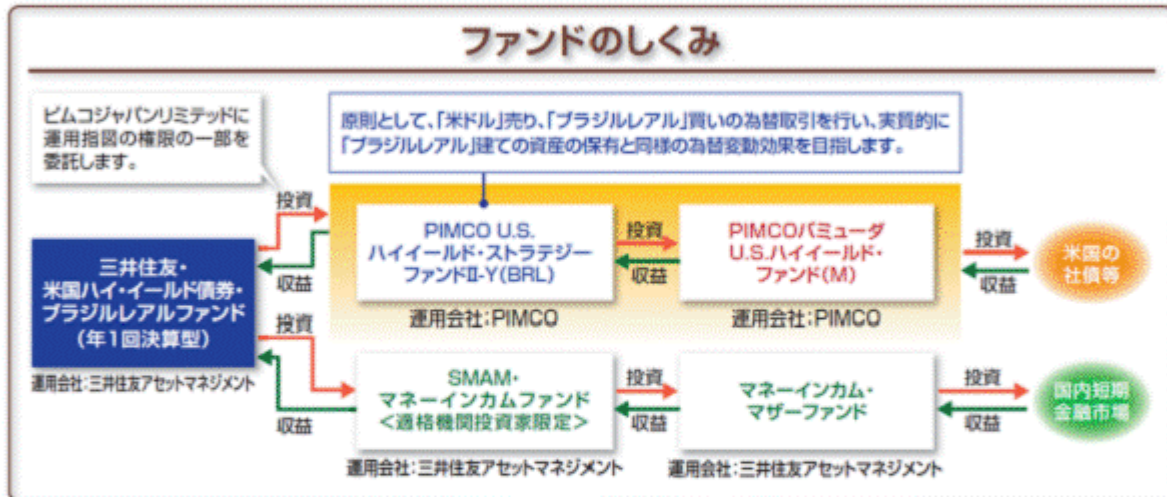 ファンドのしくみ
ピムコジャパンリミテッドに
運用指図の権限の一部を
委託します。
原則として、「米ドル」売り、「ブラジルレアル」買いの為替取引を行い、実質的に
「ブラジルレアル」建ての資産の保有と同様の為替変動効果を目指します。
投資
収益
三井住友・
米国ハイ・イールド債券・
ブラジルレアルファンド
(年1回決算型)
運用会社:三井住友アセットマネジメント
PIMCO U.S.
ハイイールド・ストラテジー
ファンドII-Y(BRL)
運用会社:PIMCO
投資
収益
PIMCOバミューダ
U.S.ハイイールド・
ファンド(M)
運用会社:PIMCO
投資
収益
米国の
社債等
投資
収益
SMAM・
マネーインカムファンド
<適格機関投資家限定>
運用会社:三井住友アセットマネジメント
投資
収益
マネーインカム・
マザーファンド
運用会社:三井住友アセットマネジメント
投資
収益
国内短期
金融市場